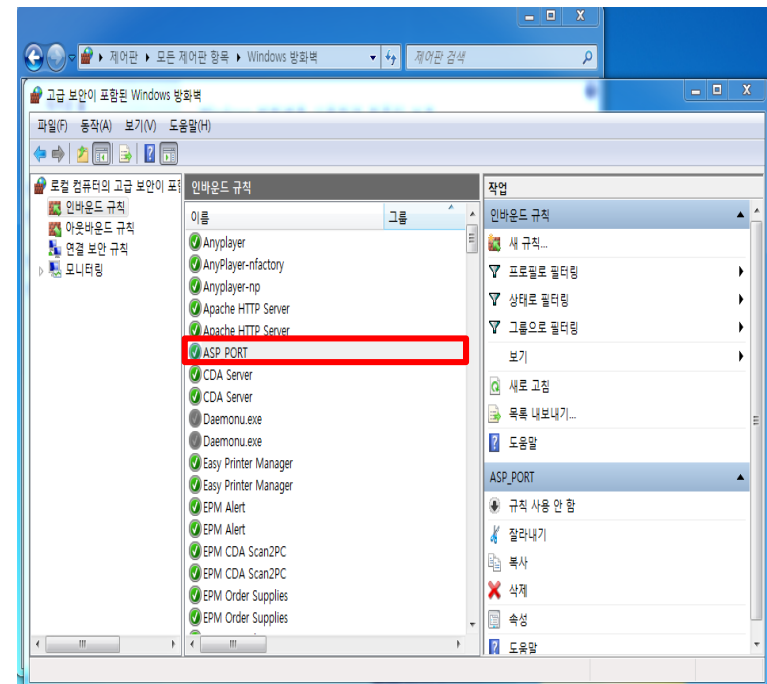 제어판 ▸ 모든 제어판 항목 ▸ Windows 방화벽
제어판 검색
고급 보안이 포함된 Windows 방화벽
파일(F) 동작(A) 보기(V) 도움말(H)
로컬 컴퓨터의 고급 보안이 포함
인바운드 규칙
아웃바운드 규칙
연결 보안 규칙
모니터링
인바운드 규칙
이름 그룹
Anyplayer
AnyPlayer-nfactory
Anyplayer-np
Apache HTTP Server
Apache HTTP Server
ASP_PORT
CDA Server
CDA Server
Daemonu.exe
Daemonu.exe
Easy Printer Manager
Easy Printer Manager
EPM Alert
EPM Alert
EPM CDA Scan2PC
EPM CDA Scan2PC
EPM Order Supplies
EPM Order Supplies
작업
인바운드 규칙
새 규칙...
프로필로 필터링
상태로 필터링
그룹으로 필터링
보기
새로 고침
목록 내보내기...
도움말
ASP_PORT
규칙 사용 안 함
잘라내기
복사
삭제
속성
도움말